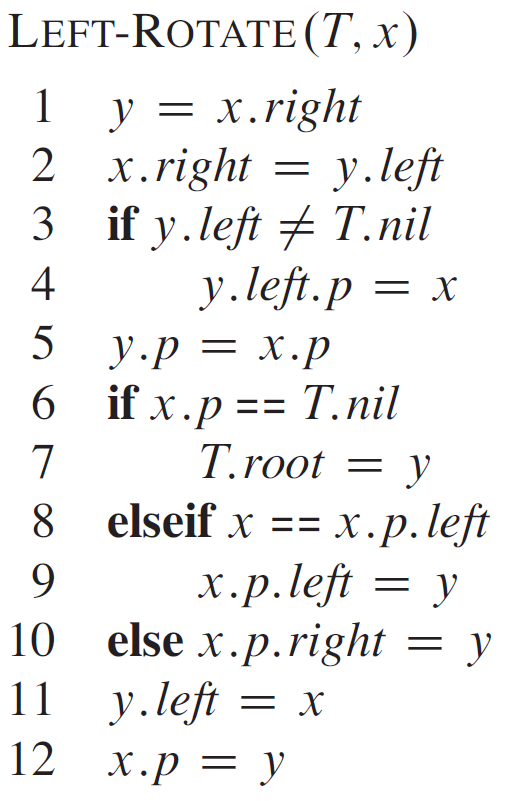 LEFT-ROTATE(T, x)
1 y = x.right
2 x.right = y.left
3 if y.left ≠ T.nil
4 y.left.p = x
5 y.p = x.p
6 if x.p == T.nil
7 T.root = y
8 elseif x == x.p.left
9 x.p.left = y
10 else x.p.right = y
11 y.left = x
12 x.p = y